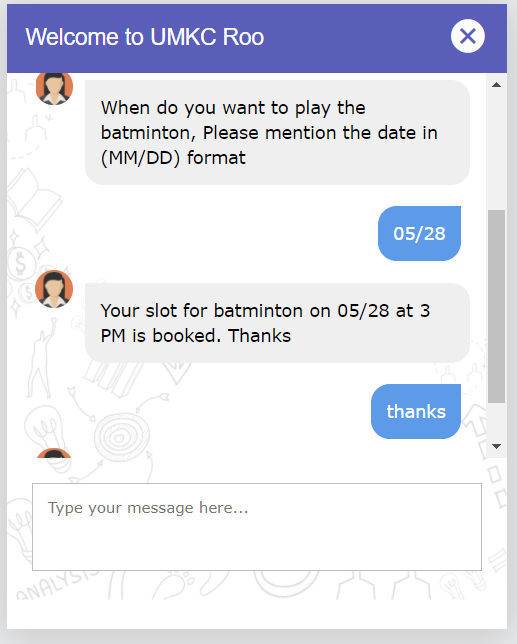 Welcome to UMKC Roo
When do you want to play the
batminton, Please mention the date in
(MM/DD) format
05/28
Your slot for batminton on 05/28 at 3
PM is booked. Thanks
thanks
Type your message here...
ANALYSIS